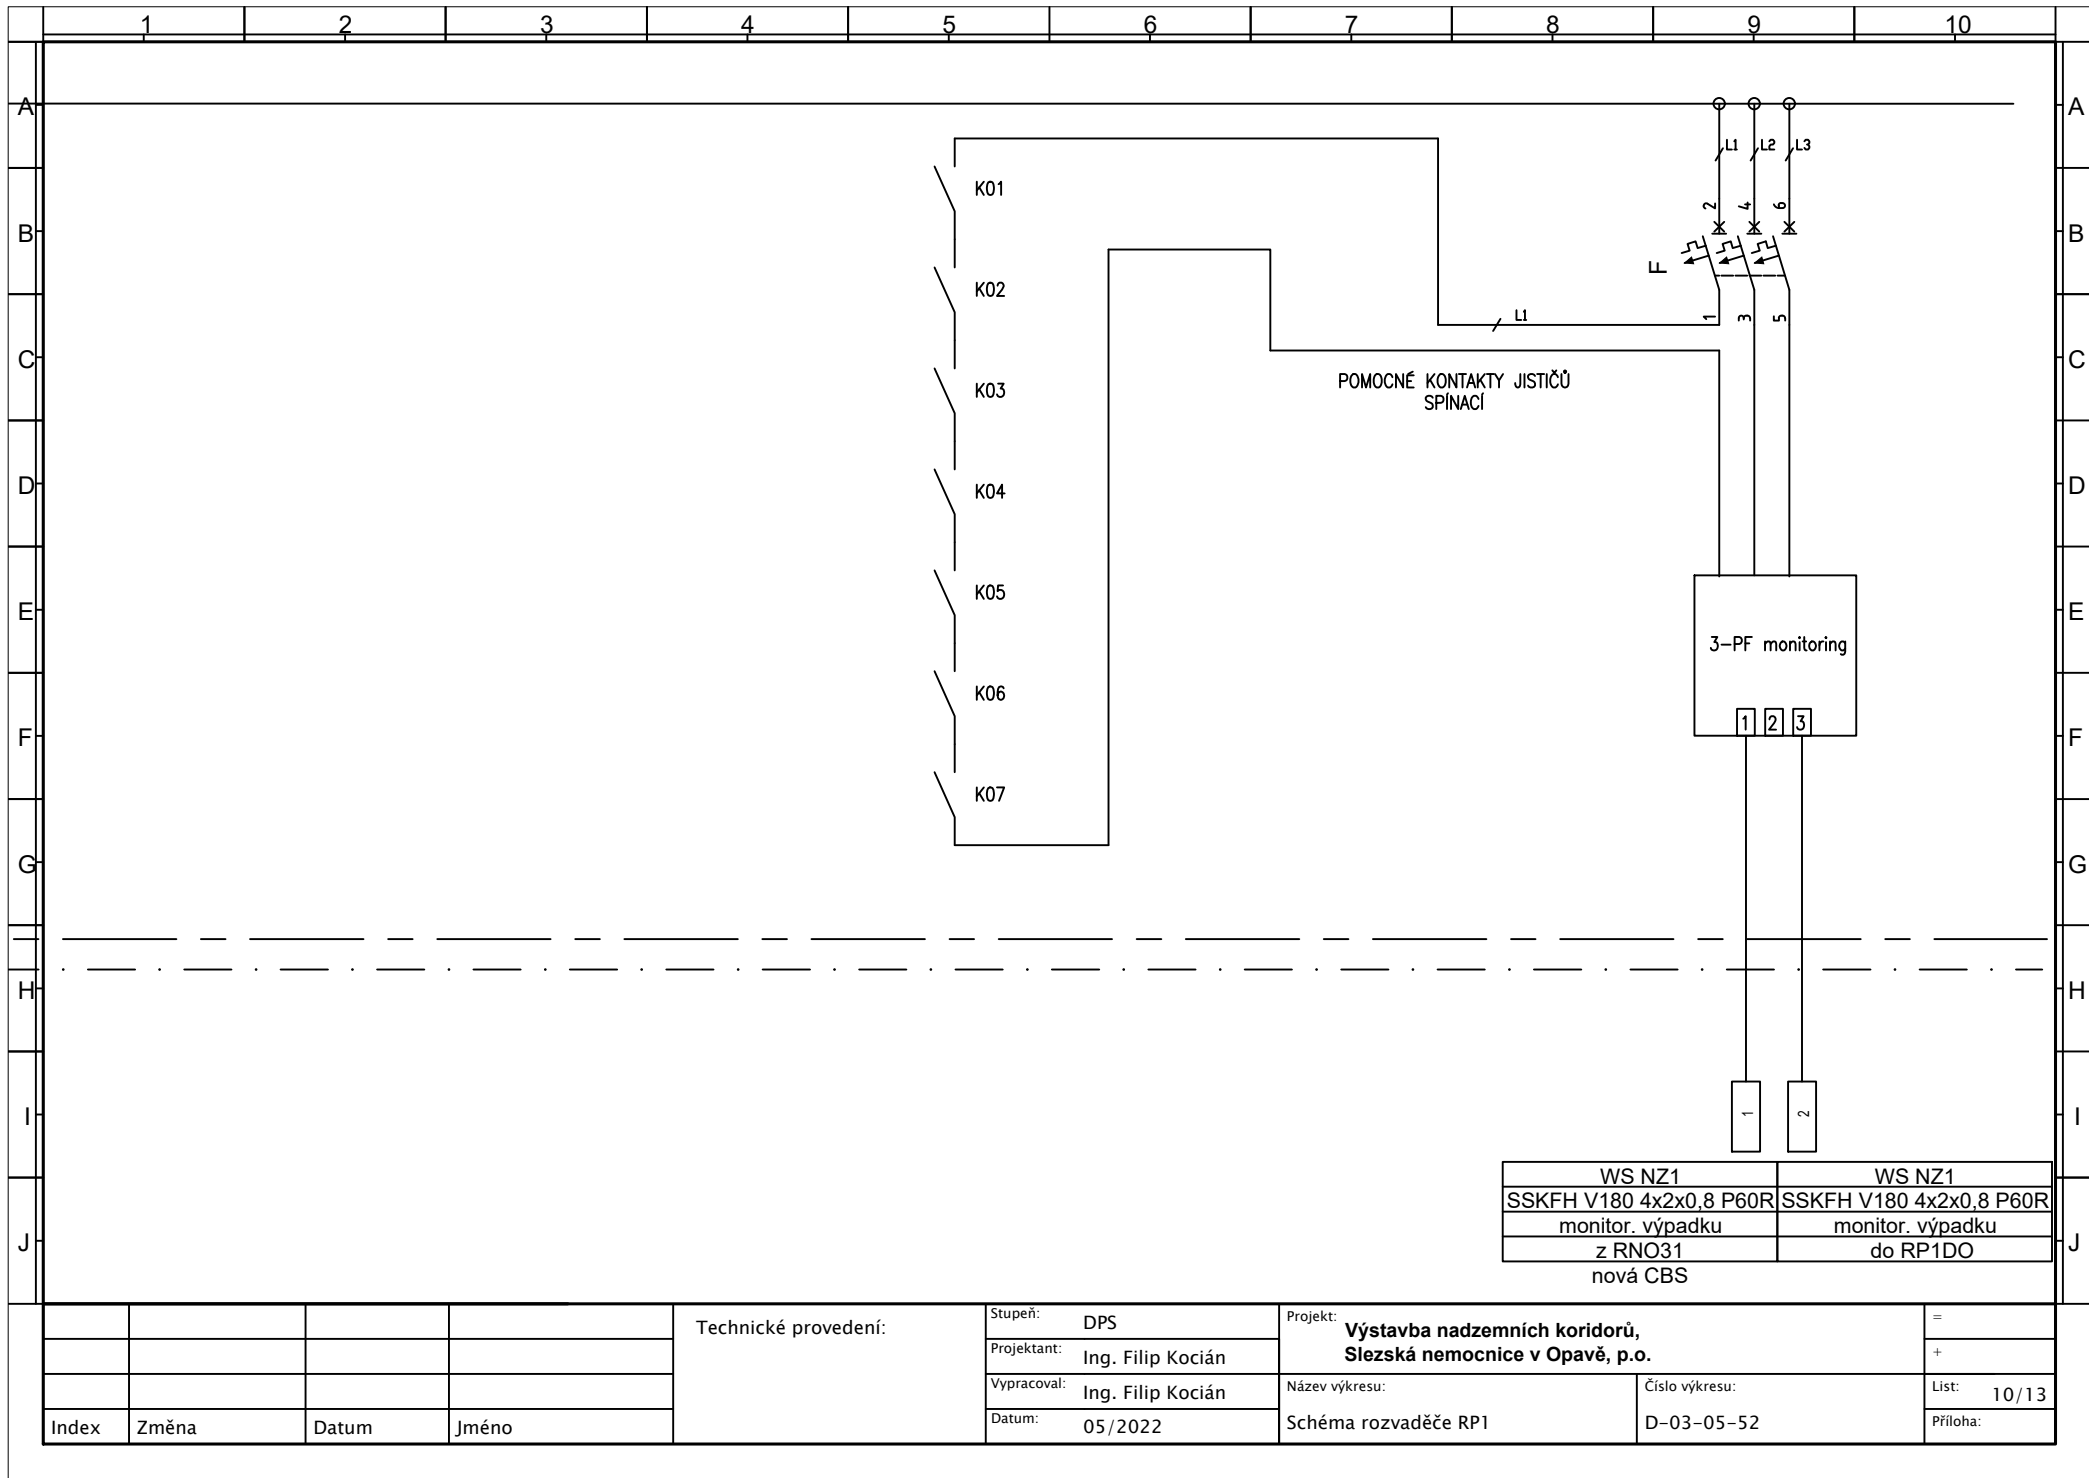 1 2 3 4 5 6 7 8 9 10
A A
L1 L2 L3
K01
2 4 6
B B
F
K02
L1
1 3 5
C C
POMOCNÉ KONTAKTY JISTIČŮ
SPÍNACÍ
K03
D D
K04
K05
E E
3-PF monitoring
K06
1 2 3
F F
K07
G G
H H
I I
1 2
WS NZ1 WS NZ1
SSKFH V180 4x2x0,8 P60R SSKFH V180 4x2x0,8 P60R
monitor. výpadku monitor. výpadku
J J
z RNO31 do RP1DO
nová CBS
Technické provedení:
Stupeň: DPS
Projektant: Ing. Filip Kocián
Vypracoval: Ing. Filip Kocián
Datum: 05/2022
Projekt: Výstavba nadzemních koridorů,
Slezská nemocnice v Opavě, p.o.
=
+
Název výkresu:
Schéma rozvaděče RP1
Číslo výkresu:
D-03-05-52
List: 10/13
Příloha:
Index Změna Datum Jméno